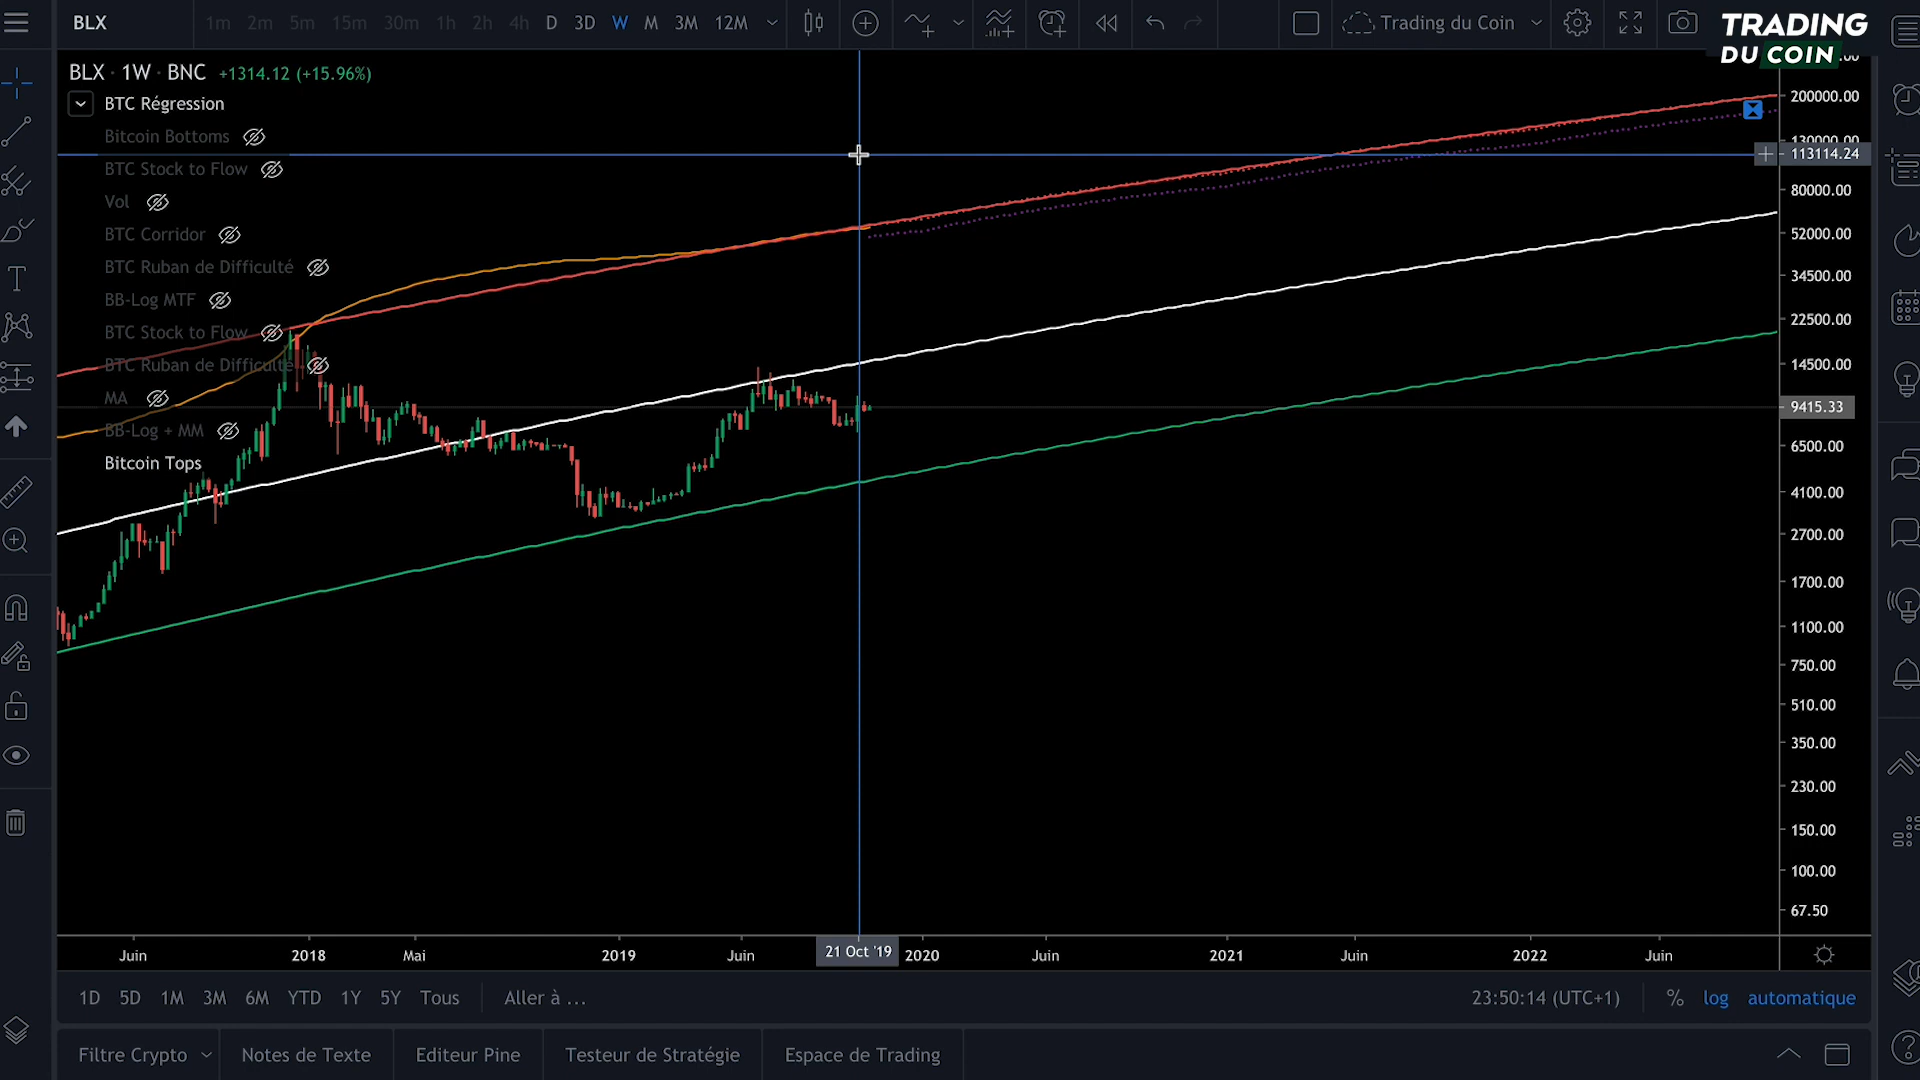 BLX
1m 2m 5m 15m 30m 1h 2h 4h D 3D W M 3M 12M
Trading du Coin
TRADING
DU COIN
BLX · 1W · BNC +1314.12 (+15.96%)
BTC Régression
Bitcoin Bottoms
BTC Stock to Flow
Vol
BTC Corridor
BTC Ruban de Difficulté
BB-Log MTF
BTC Stock to Flow
BTC Ruban de Difficulté
MA
BB-Log + MM
Bitcoin Tops
200000.00
130000.00
113114.24
80000.00
52000.00
34500.00
22500.00
14500.00
9415.33
6500.00
4100.00
2700.00
1700.00
1100.00
750.00
510.00
350.00
230.00
150.00
100.00
67.50
Juin 2018 Mai 2019 Juin 21 Oct '19 2020 Juin 2021 Juin 2022 Juin
1D 5D 1M 3M 6M YTD 1Y 5Y Tous Aller à ...
23:50:14 (UTC+1) % log automatique
Filtre Crypto Notes de Texte Editeur Pine Testeur de Stratégie Espace de Trading